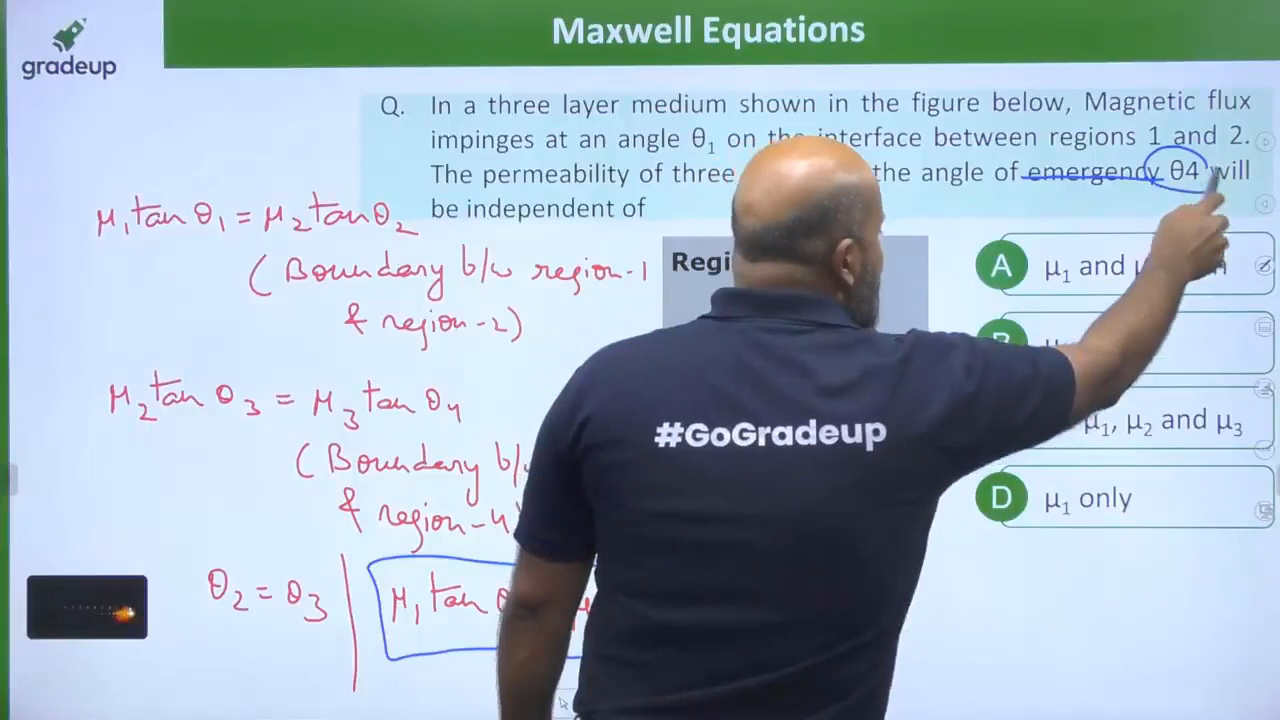 Maxwell Equations
gradeup
Q. In a three layer medium shown in the figure below, Magnetic flux
impinges at an angle θ₁ on the interface between regions 1 and 2.
The permeability of three the angle of emergency θ4 will
be independent of
μ₁ tan θ₁ = μ₂ tan θ₂
( Boundary b/w region-1
& region-2)
μ₂ tan θ₃ = μ₃ tan θ₄
( Boundary b/
& region-4
θ₂ = θ₃
μ₁ tan
A μ₁ and
μ₁, μ₂ and μ₃
D μ₁ only
#GoGradeup